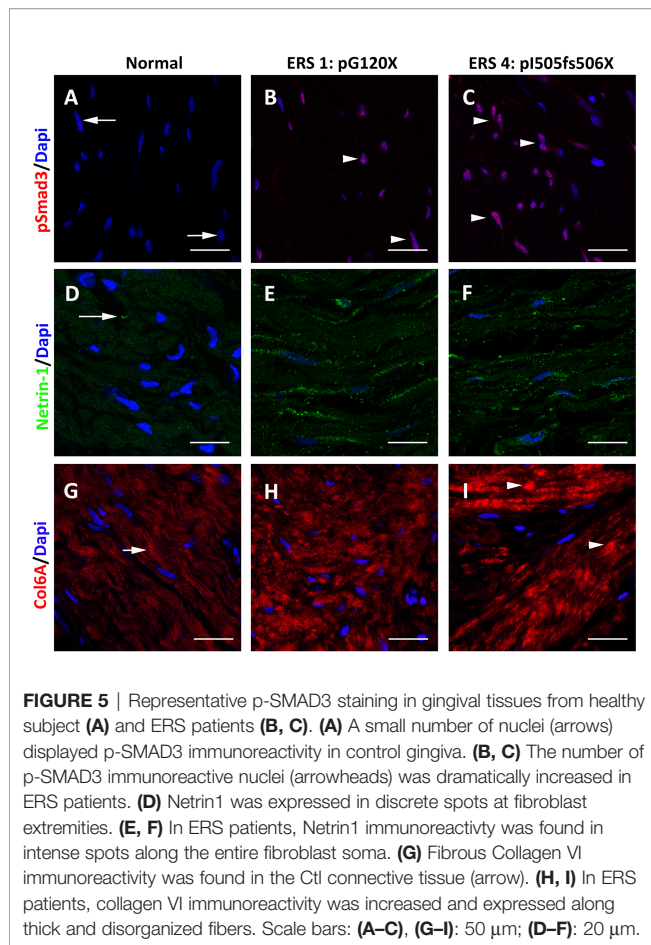 Normal
ERS 1: pG120X
ERS 4: pI505fs506X
pSmad3/Dapi
A
B
C
Netrin-1/Dapi
D
E
F
Col6A/Dapi
G
H
I
FIGURE 5 | Representative p-SMAD3 staining in gingival tissues from healthy
subject (A) and ERS patients (B, C). (A) A small number of nuclei (arrows)
displayed p-SMAD3 immunoreactivity in control gingiva. (B, C) The number of
p-SMAD3 immunoreactive nuclei (arrowheads) was dramatically increased in
ERS patients. (D) Netrin1 was expressed in discrete spots at fibroblast
extremities. (E, F) In ERS patients, Netrin1 immunoreactivty was found in
intense spots along the entire fibroblast soma. (G) Fibrous Collagen VI
immunoreactivity was found in the Ctl connective tissue (arrow). (H, I) In ERS
patients, collagen VI immunoreactivity was increased and expressed along
thick and disorganized fibers. Scale bars: (A–C), (G–I): 50 μm; (D–F): 20 μm.